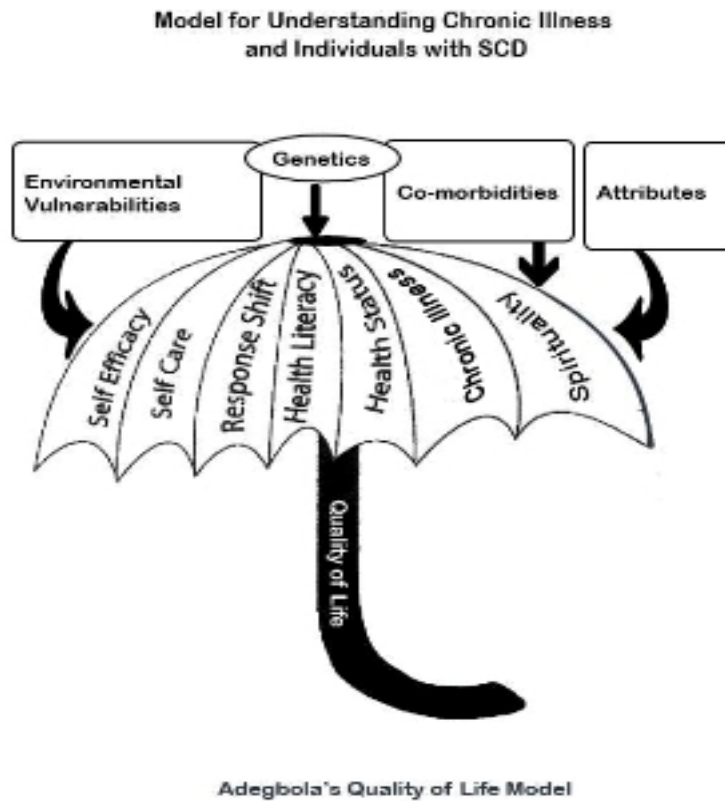 Model for Understanding Chronic Illness
and Individuals with SCD
Environmental
Vulnerabilities
Genetics
Co-morbidities
Attributes
Self Efficacy
Self Care
Response Shift
Health Literacy
Health Status
Chronic Illness
Spirituality
Quality of Life
Adegbola's Quality of Life Model